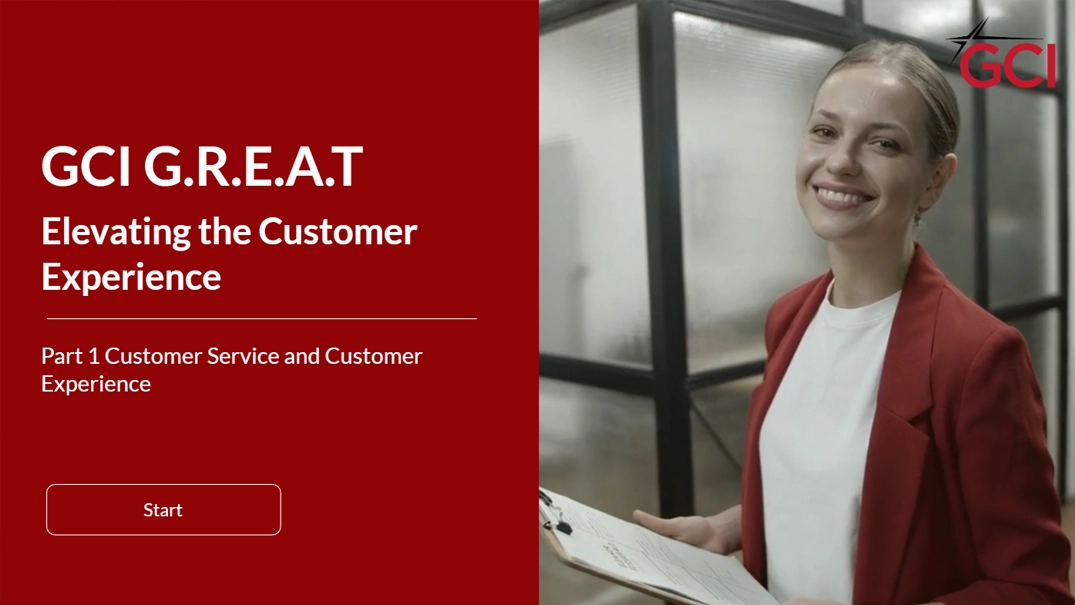 GCI
GCI G.R.E.A.T
Elevating the Customer
Experience
Part 1 Customer Service and Customer
Experience
Start